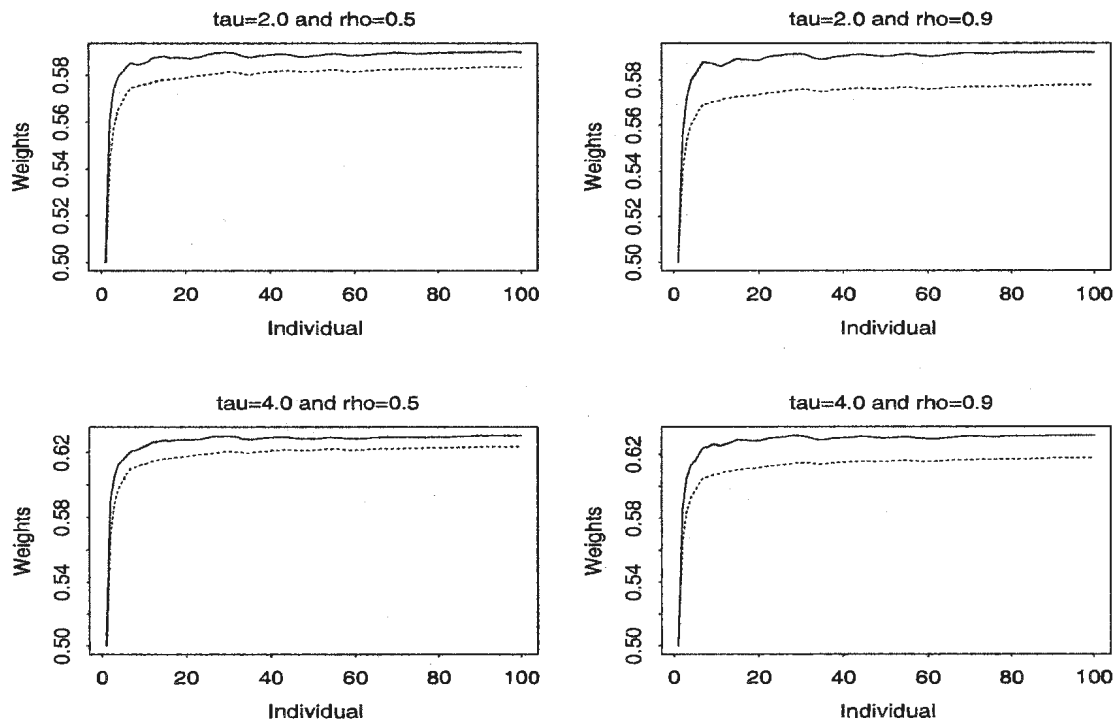 tau=2.0 and rho=0.5
Weights
0.58
0.56
0.54
0.52
0.50
0 20 40 60 80 100
Individual
tau=2.0 and rho=0.9
Weights
0.58
0.56
0.54
0.52
0.50
0 20 40 60 80 100
Individual
tau=4.0 and rho=0.5
Weights
0.62
0.58
0.54
0.50
0 20 40 60 80 100
Individual
tau=4.0 and rho=0.9
Weights
0.62
0.58
0.54
0.50
0 20 40 60 80 100
Individual